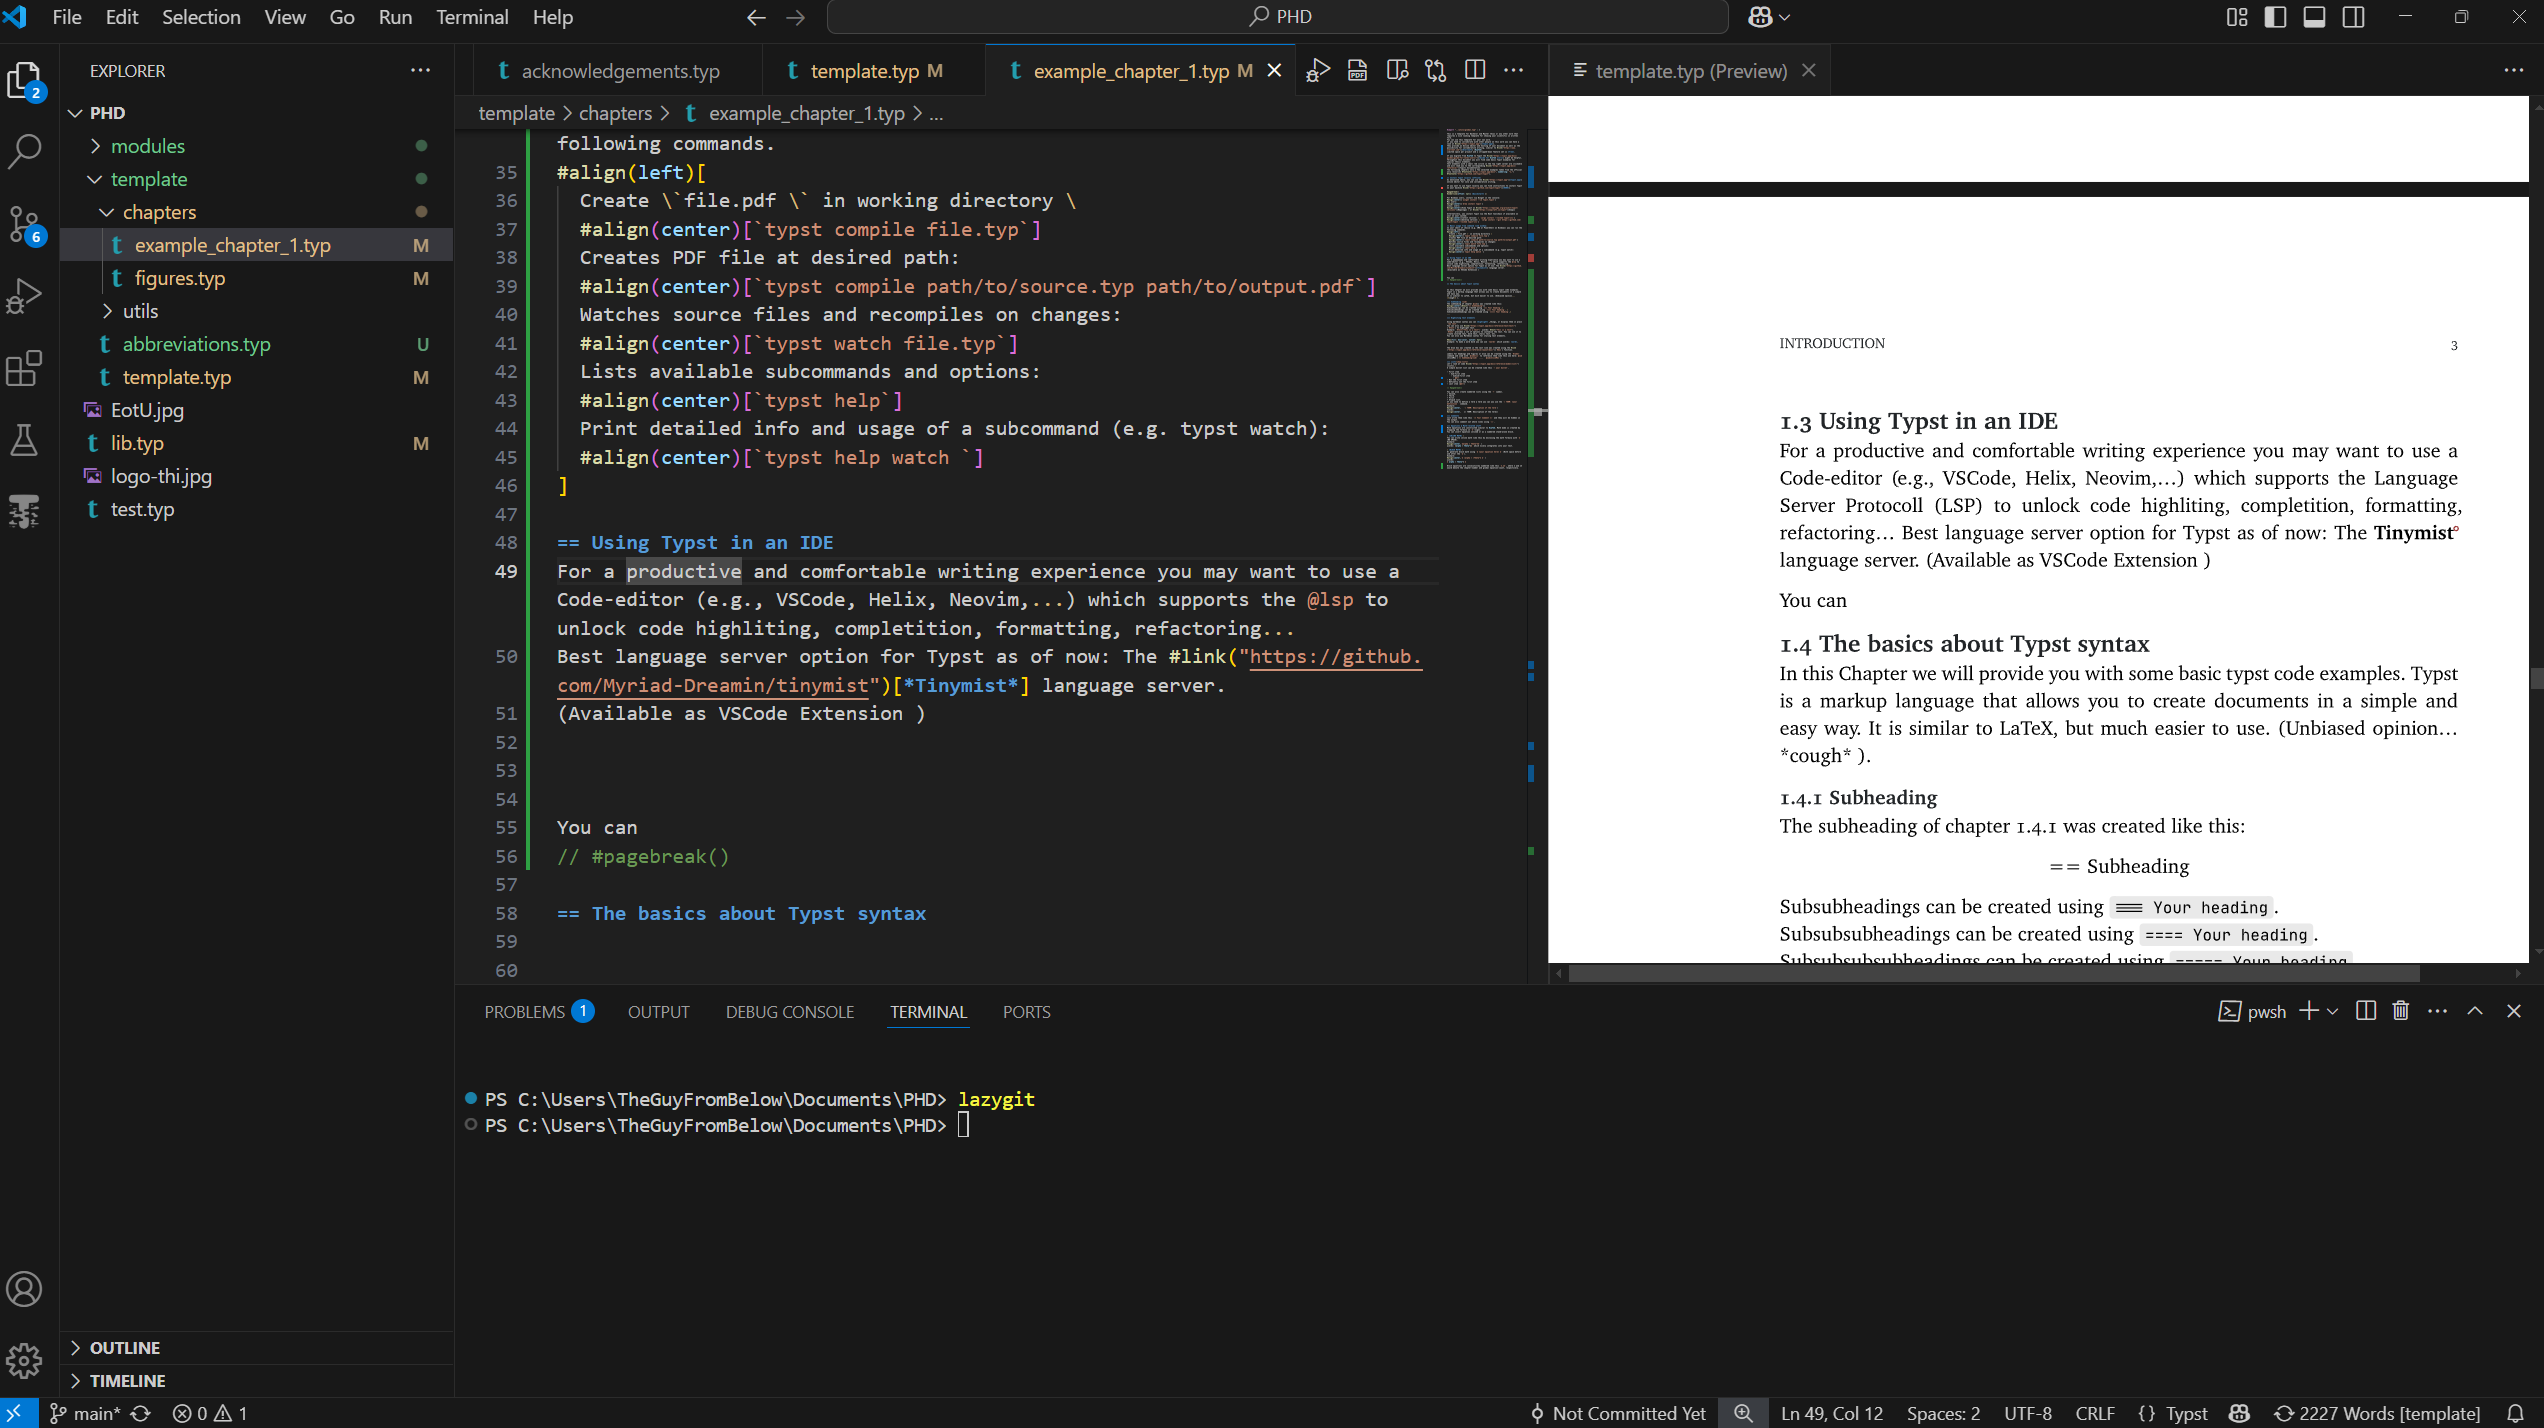 File Edit Selection View Go Run Terminal Help
PHD
EXPLORER
PHD
modules
template
chapters
example_chapter_1.typ M
figures.typ M
utils
abbreviations.typ U
template.typ M
EotU.jpg
lib.typ M
logo-thi.jpg
test.typ
OUTLINE
TIMELINE
acknowledgements.typ
template.typ M
example_chapter_1.typ M
template > chapters > example_chapter_1.typ > ...
following commands.
35 #align(left)[
36 Create \`file.pdf \` in working directory \
37 #align(center)[`typst compile file.typ`]
38 Creates PDF file at desired path:
39 #align(center)[`typst compile path/to/source.typ path/to/output.pdf`]
40 Watches source files and recompiles on changes:
41 #align(center)[`typst watch file.typ`]
42 Lists available subcommands and options:
43 #align(center)[`typst help`]
44 Print detailed info and usage of a subcommand (e.g. typst watch):
45 #align(center)[`typst help watch `]
46 ]
47
48 == Using Typst in an IDE
49 For a productive and comfortable writing experience you may want to use a
Code-editor (e.g., VSCode, Helix, Neovim,...) which supports the @lsp to
unlock code highliting, completition, formatting, refactoring...
50 Best language server option for Typst as of now: The #link("https://github.
com/Myriad-Dreamin/tinymist")[*Tinymist*] language server.
51 (Available as VSCode Extension )
52
53
54
55 You can
56 // #pagebreak()
57
58 == The basics about Typst syntax
59
60
template.typ (Preview)
INTRODUCTION 3
1.3 Using Typst in an IDE
For a productive and comfortable writing experience you may want to use a
Code-editor (e.g., VSCode, Helix, Neovim,…) which supports the Language
Server Protocoll (LSP) to unlock code highliting, completition, formatting,
refactoring… Best language server option for Typst as of now: The Tinymist
language server. (Available as VSCode Extension )
You can
1.4 The basics about Typst syntax
In this Chapter we will provide you with some basic typst code examples. Typst
is a markup language that allows you to create documents in a simple and
easy way. It is similar to LaTeX, but much easier to use. (Unbiased opinion…
*cough* ).
1.4.1 Subheading
The subheading of chapter 1.4.1 was created like this:
== Subheading
Subsubheadings can be created using === Your heading.
Subsubsubheadings can be created using ==== Your heading.
Subsubsubsubheadings can be created using ===== Your heading
PROBLEMS 1 OUTPUT DEBUG CONSOLE TERMINAL PORTS
pwsh
PS C:\Users\TheGuyFromBelow\Documents\PHD> lazygit
PS C:\Users\TheGuyFromBelow\Documents\PHD>
2
6
main* 0 1
Not Committed Yet Ln 49, Col 12 Spaces: 2 UTF-8 CRLF {} Typst 2227 Words [template]